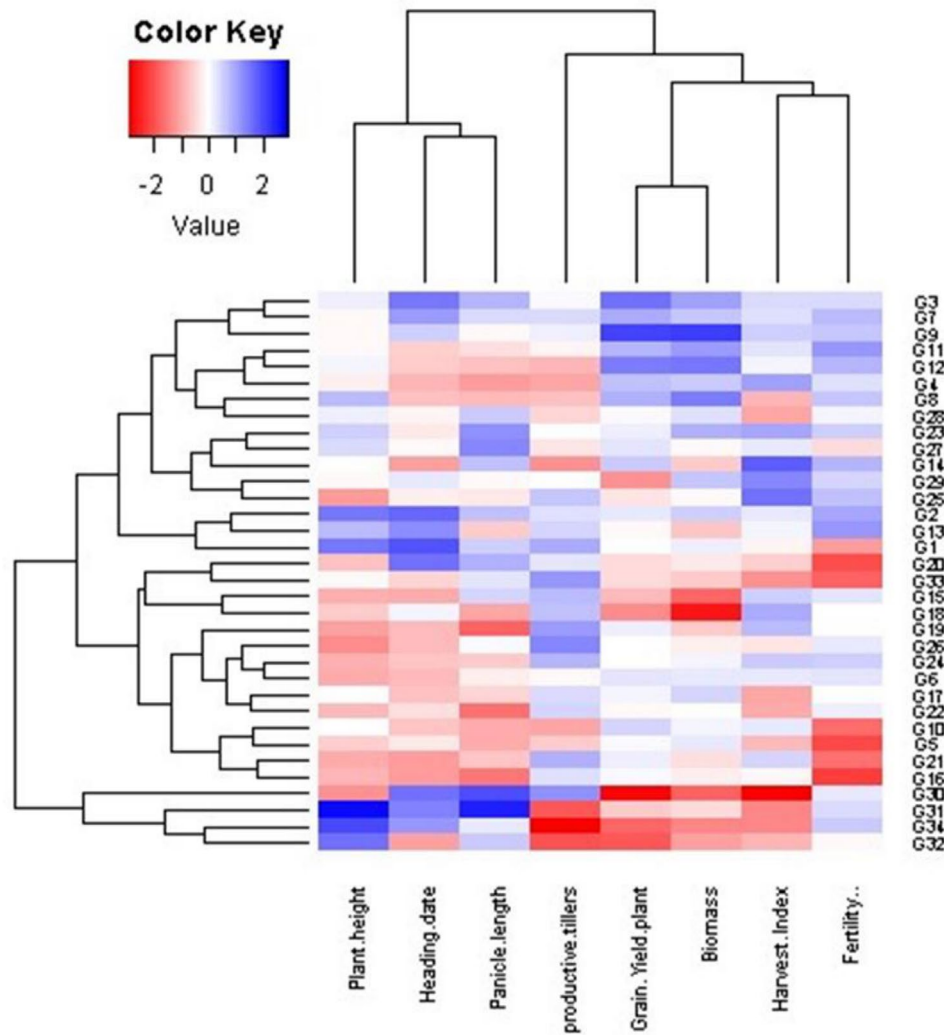 Color Key
-2 0 2
Value
G3
G7
G9
G11
G12
G4
G8
G28
G23
G27
G14
G29
G25
G2
G13
G1
G20
G33
G15
G18
G19
G26
G24
G6
G17
G22
G10
G5
G21
G16
G30
G31
G34
G32
Plant.height
Heading.date
Panicle.length
productive.tillers
Grain.Yield.plant
Biomass
Harvest.Index
Fertility..